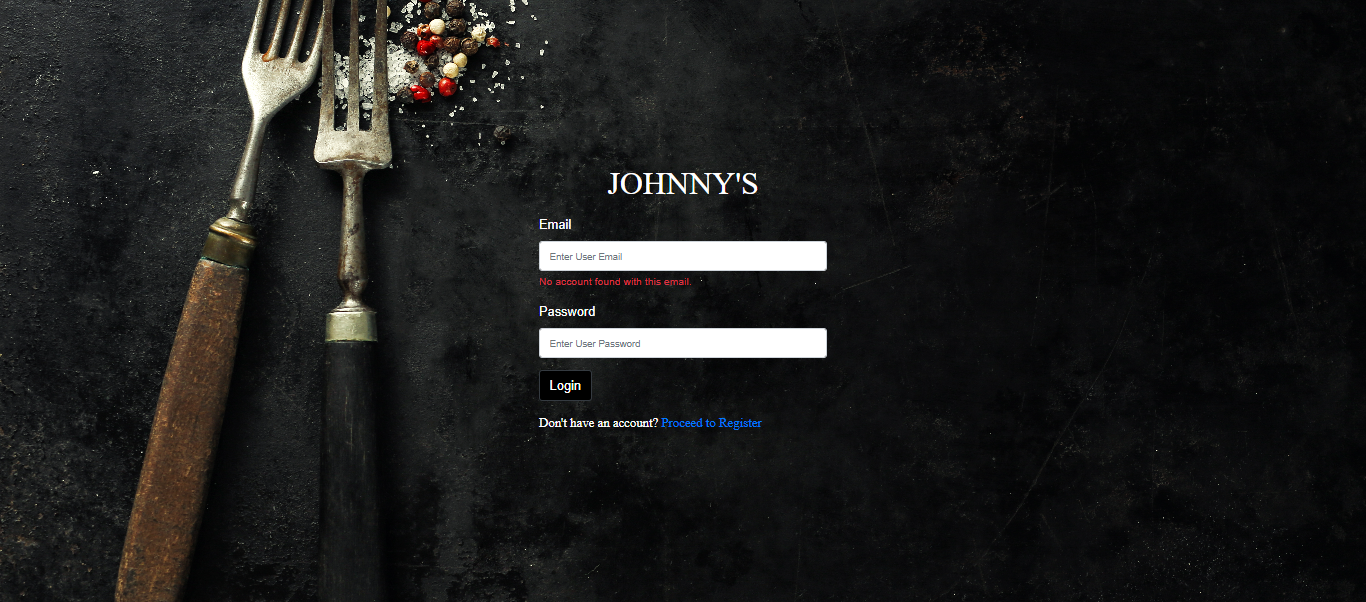 JOHNNY'S
Email
Enter User Email
No account found with this email.
Password
Enter User Password
Login
Don't have an account? Proceed to Register